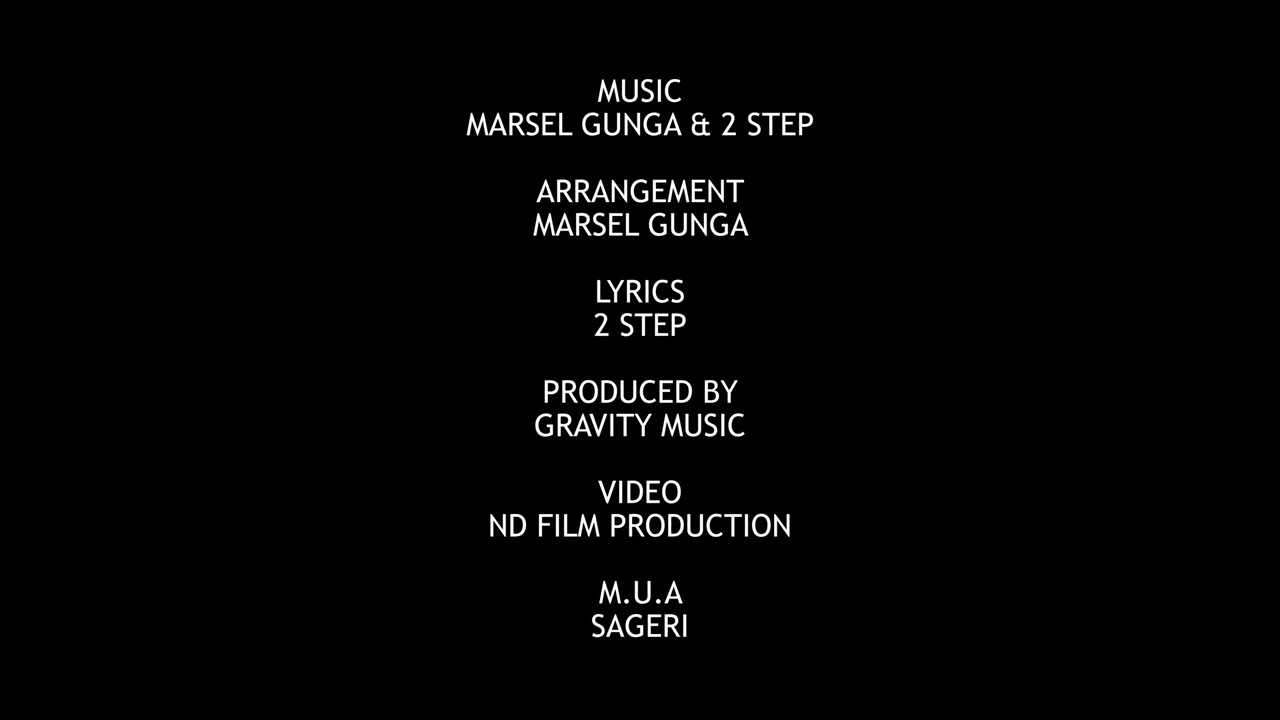 MUSIC
MARSEL GUNGA & 2 STEP
ARRANGEMENT
MARSEL GUNGA
LYRICS
2 STEP
PRODUCED BY
GRAVITY MUSIC
VIDEO
ND FILM PRODUCTION
M.U.A
SAGERI